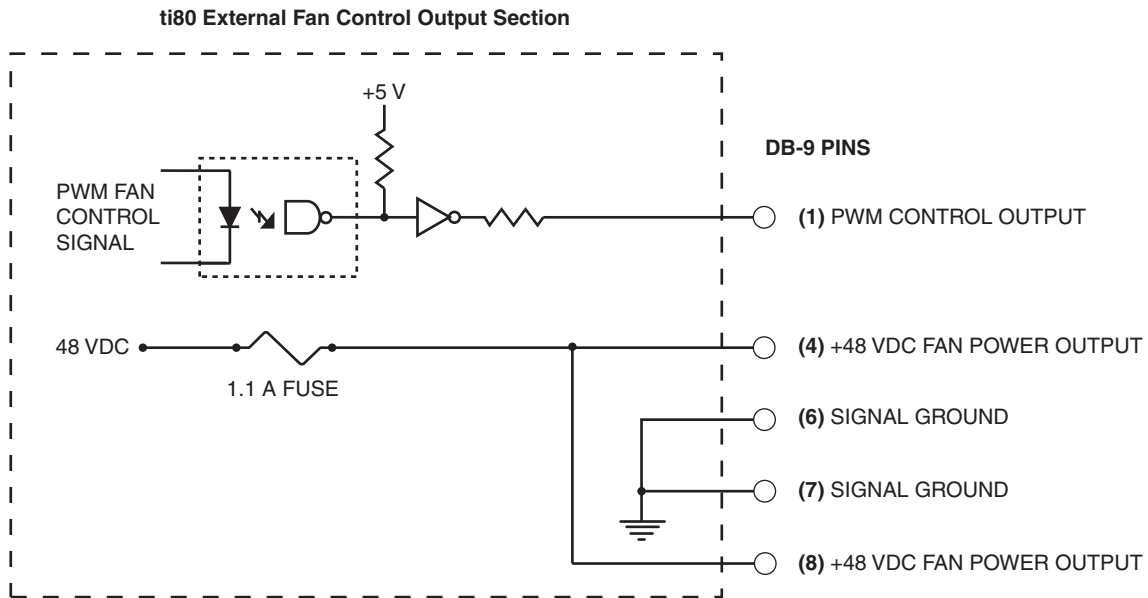 ti80 External Fan Control Output Section
+5 V
DB-9 PINS
PWM FAN
CONTROL
SIGNAL
(1) PWM CONTROL OUTPUT
48 VDC
1.1 A FUSE
(4) +48 VDC FAN POWER OUTPUT
(6) SIGNAL GROUND
(7) SIGNAL GROUND
(8) +48 VDC FAN POWER OUTPUT